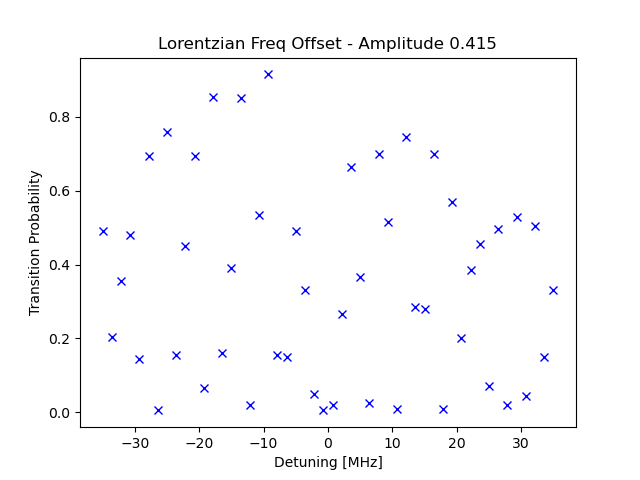 Lorentzian Freq Offset - Amplitude 0.415
Transition Probability
0.8
0.6
0.4
0.2
0.0
−30 −20 −10 0 10 20 30
Detuning [MHz]